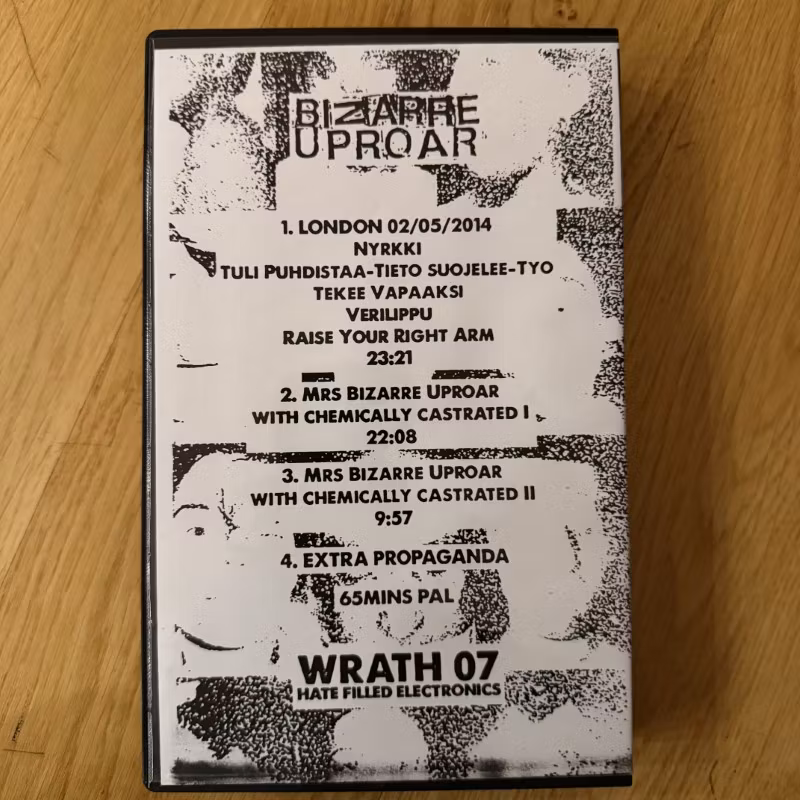 BIZARRE
UPROAR
1. LONDON 02/05/2014
NYRKKI
TULI PUHDISTAA-TIETO SUOJELEE-TYO
TEKEE VAPAAKSI
VERILIPPU
RAISE YOUR RIGHT ARM
23:21
2. MRS BIZARRE UPROAR
WITH CHEMICALLY CASTRATED I
22:08
3. MRS BIZARRE UPROAR
WITH CHEMICALLY CASTRATED II
9:57
4. EXTRA PROPAGANDA
65MINS PAL
WRATH 07
HATE FILLED ELECTRONICS